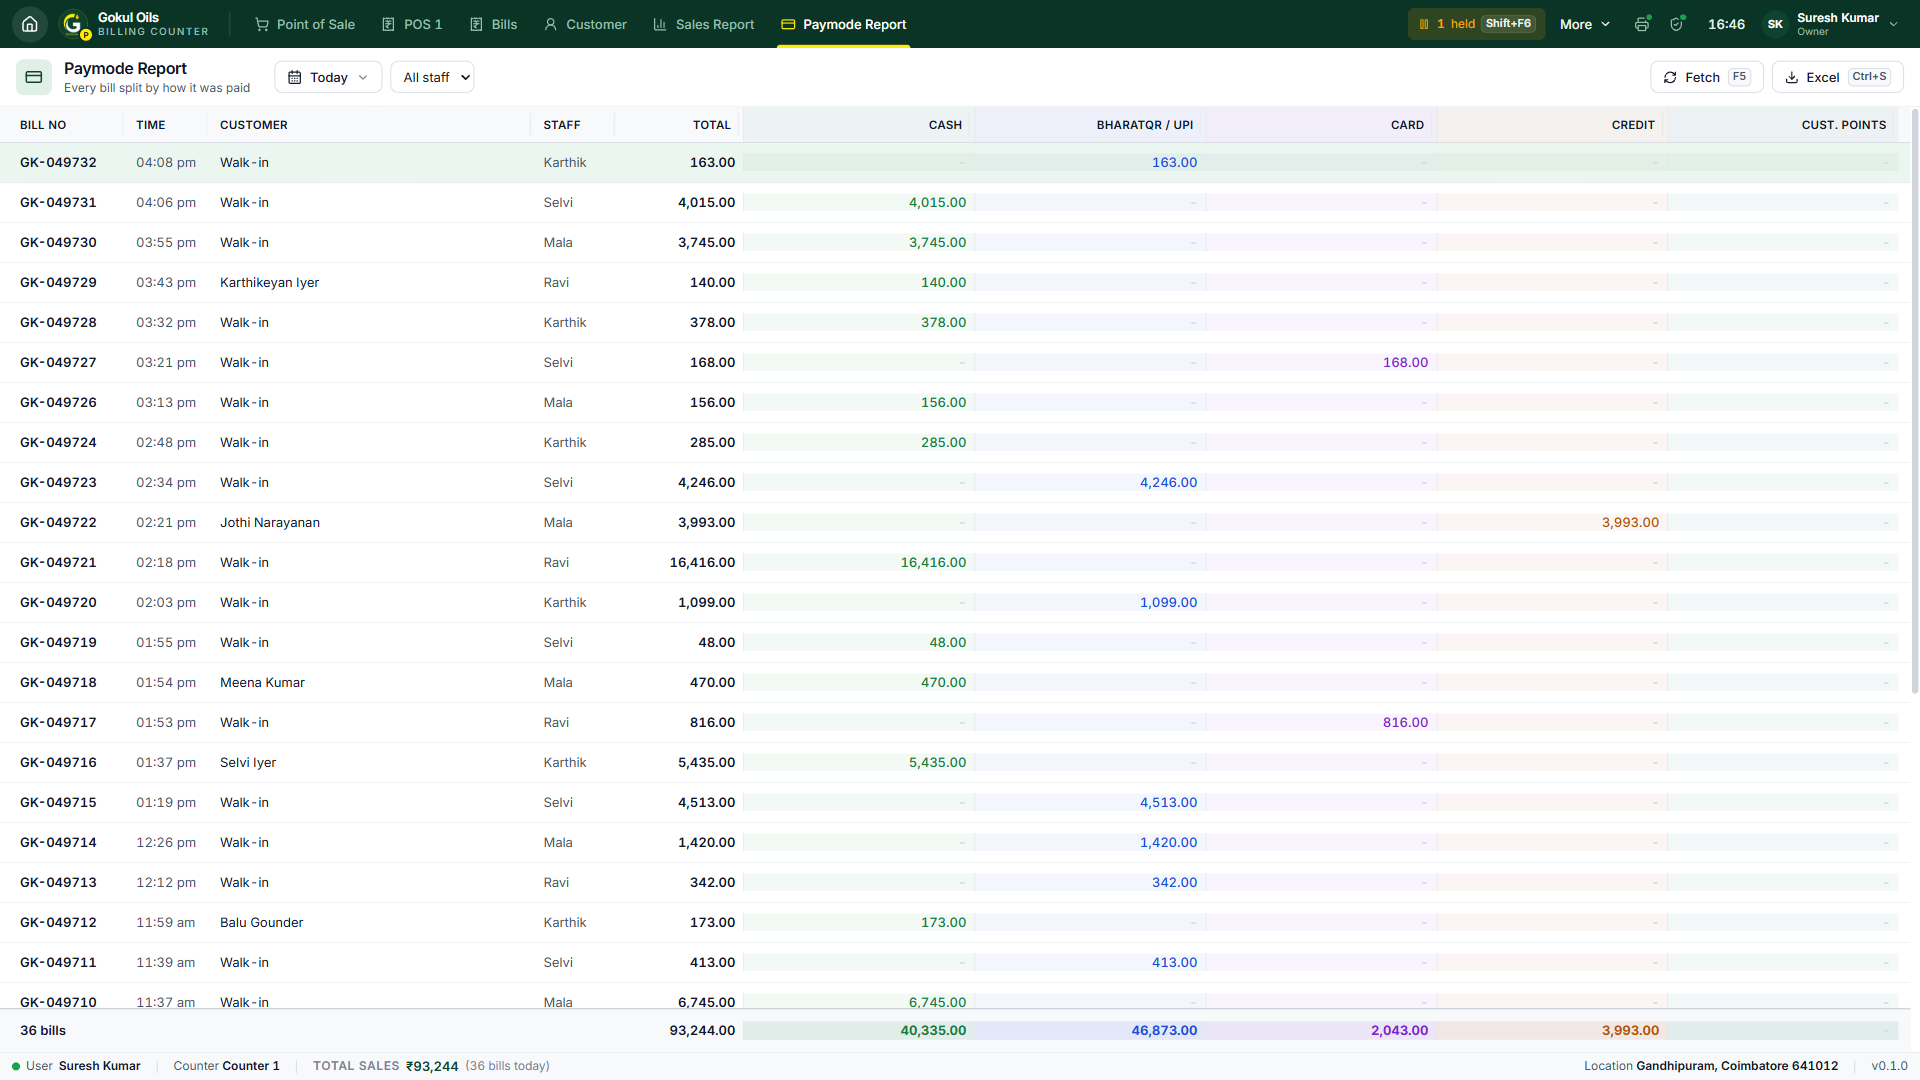 Gokul Oils
BILLING COUNTER
Point of Sale
POS 1
Bills
Customer
Sales Report
Paymode Report
1 held Shift+F6
More
16:46
SK
Suresh Kumar
Owner
Paymode Report
Every bill split by how it was paid
Today
All staff
Fetch F5
Excel Ctrl+S
BILL NO TIME CUSTOMER STAFF TOTAL CASH BHARATQR / UPI CARD CREDIT CUST. POINTS
GK-049732 04:08 pm Walk-in Karthik 163.00 - 163.00 - - -
GK-049731 04:06 pm Walk-in Selvi 4,015.00 4,015.00 - - - -
GK-049730 03:55 pm Walk-in Mala 3,745.00 3,745.00 - - - -
GK-049729 03:43 pm Karthikeyan Iyer Ravi 140.00 140.00 - - - -
GK-049728 03:32 pm Walk-in Karthik 378.00 378.00 - - - -
GK-049727 03:21 pm Walk-in Selvi 168.00 - - 168.00 - -
GK-049726 03:13 pm Walk-in Mala 156.00 156.00 - - - -
GK-049724 02:48 pm Walk-in Karthik 285.00 285.00 - - - -
GK-049723 02:34 pm Walk-in Selvi 4,246.00 - 4,246.00 - - -
GK-049722 02:21 pm Jothi Narayanan Mala 3,993.00 - - - 3,993.00 -
GK-049721 02:18 pm Walk-in Ravi 16,416.00 16,416.00 - - - -
GK-049720 02:03 pm Walk-in Karthik 1,099.00 - 1,099.00 - - -
GK-049719 01:55 pm Walk-in Selvi 48.00 48.00 - - - -
GK-049718 01:54 pm Meena Kumar Mala 470.00 470.00 - - - -
GK-049717 01:53 pm Walk-in Ravi 816.00 - - 816.00 - -
GK-049716 01:37 pm Selvi Iyer Karthik 5,435.00 5,435.00 - - - -
GK-049715 01:19 pm Walk-in Selvi 4,513.00 - 4,513.00 - - -
GK-049714 12:26 pm Walk-in Mala 1,420.00 - 1,420.00 - - -
GK-049713 12:12 pm Walk-in Ravi 342.00 - 342.00 - - -
GK-049712 11:59 am Balu Gounder Karthik 173.00 173.00 - - - -
GK-049711 11:39 am Walk-in Selvi 413.00 - 413.00 - - -
GK-049710 11:37 am Walk-in Mala 6,745.00 6,745.00 - - - -
36 bills 93,244.00 40,335.00 46,873.00 2,043.00 3,993.00 -
User Suresh Kumar Counter Counter 1 TOTAL SALES ₹93,244 (36 bills today) Location Gandhipuram, Coimbatore 641012 v0.1.0